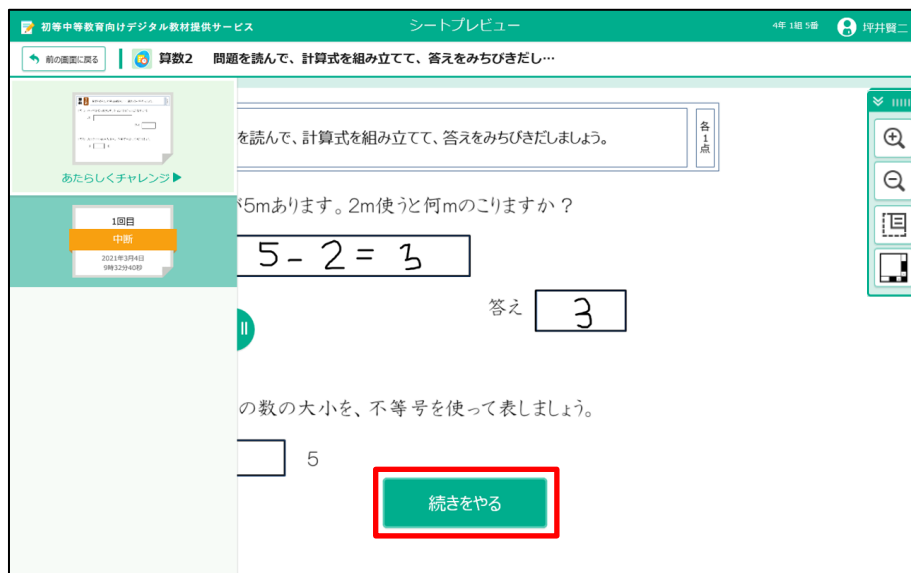 初等中等教育向けデジタル教材提供サービス
シートプレビュー
4年 1組 5番
坪井賢二
前の画面に戻る
算数2 問題を読んで、計算式を組み立てて、答えをみちびきだし…
あたらしくチャレンジ▶
1回目
中断
2021年3月4日
9時32分40秒
を読んで、計算式を組み立てて、答えをみちびきだしましょう。
各1点
が5mあります。2m使うと何mのこりますか？
5 - 2 = 3
答え 3
の数の大小を、不等号を使って表しましょう。
5
続きをやる